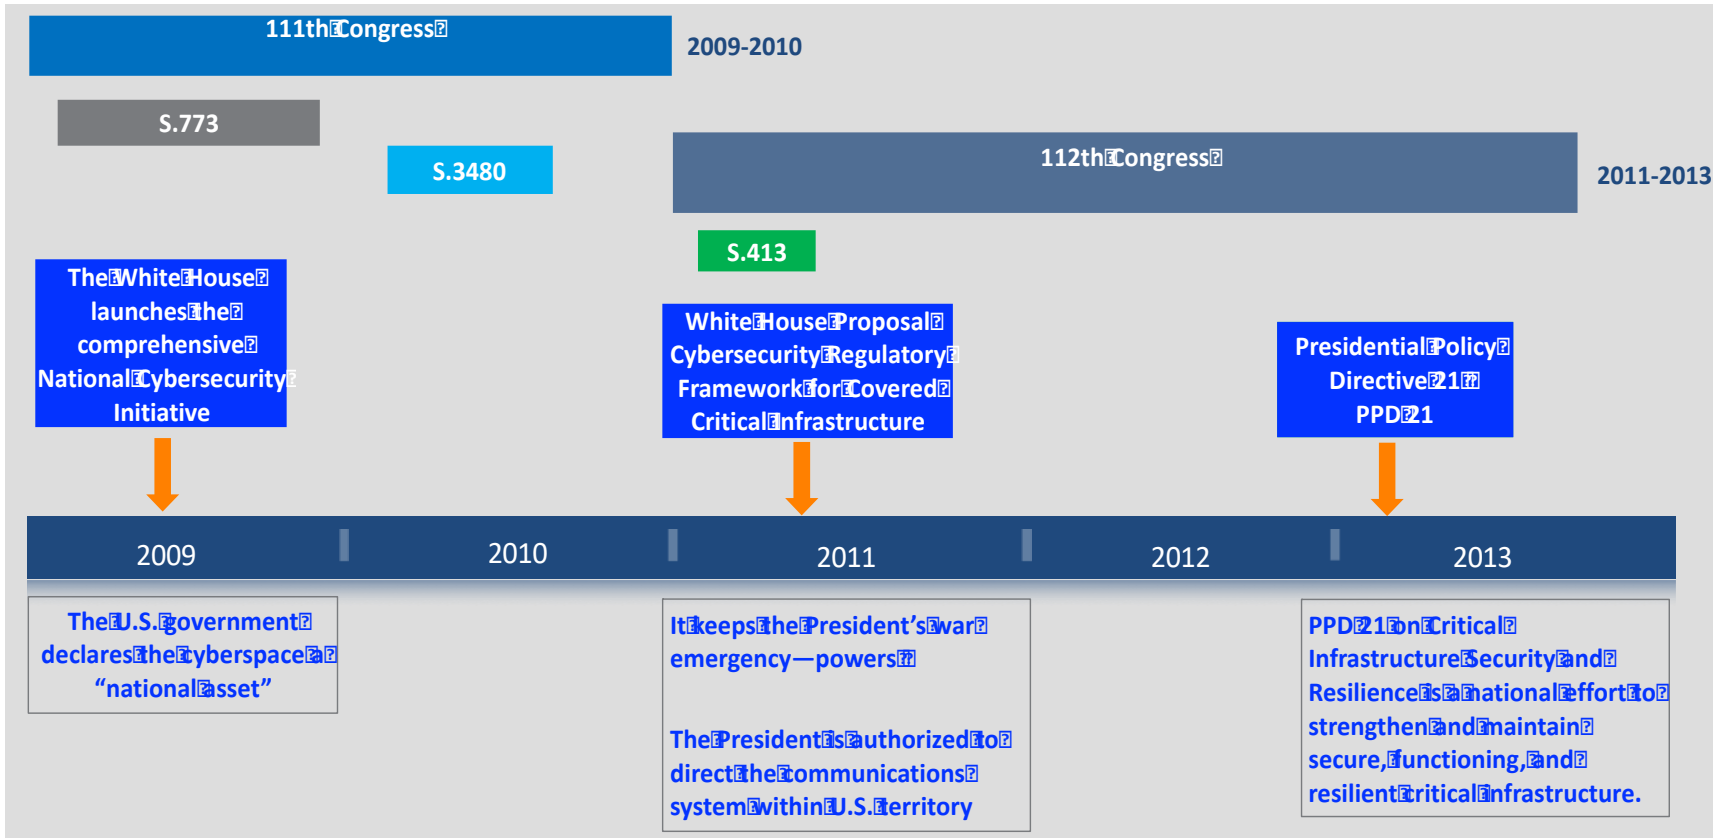 111th Congress
2009-2010
S.773
S.3480
112th Congress
2011-2013
S.413
The White House
launches the
comprehensive
National Cybersecurity
Initiative
White House Proposal
Cybersecurity Regulatory
Framework for Covered
Critical Infrastructure
Presidential Policy
Directive 21
PPD 21
2009
2010
2011
2012
2013
The U.S. government
declares the cyberspace a
“national asset”
It keeps the President’s war
emergency—powers
The President is authorized to
direct the communications
system within U.S. territory
PPD 21 on Critical
Infrastructure Security and
Resilience is a national effort to
strengthen and maintain
secure, functioning, and
resilient critical infrastructure.